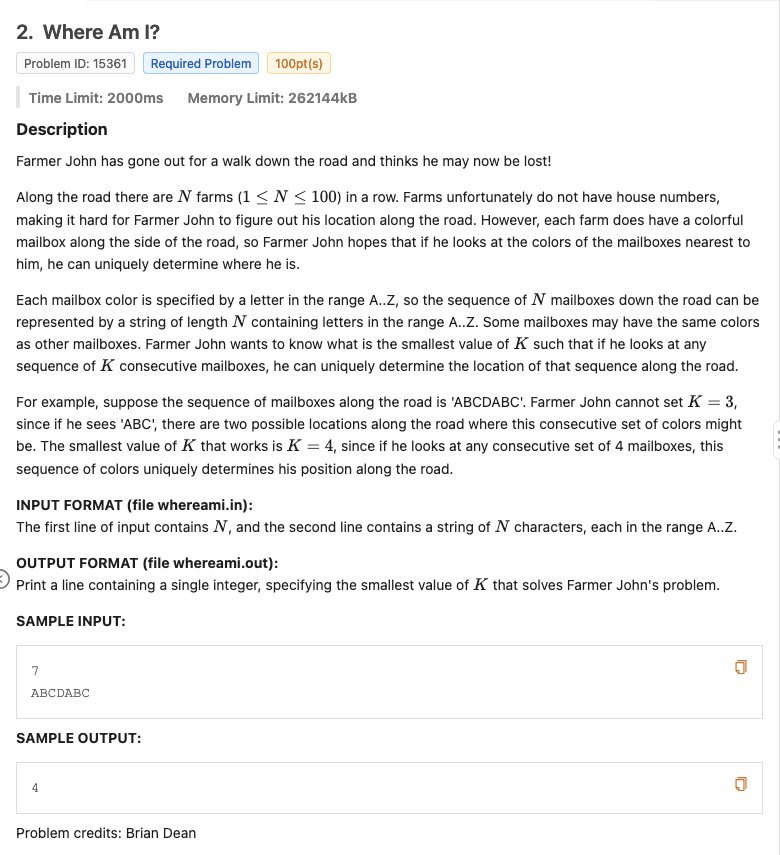 2. Where Am I?
Problem ID: 15361 Required Problem 100pt(s)
Time Limit: 2000ms Memory Limit: 262144kB
Description
Farmer John has gone out for a walk down the road and thinks he may now be lost!
Along the road there are N farms (1 ≤ N ≤ 100) in a row. Farms unfortunately do not have house numbers,
making it hard for Farmer John to figure out his location along the road. However, each farm does have a colorful
mailbox along the side of the road, so Farmer John hopes that if he looks at the colors of the mailboxes nearest to
him, he can uniquely determine where he is.
Each mailbox color is specified by a letter in the range A..Z, so the sequence of N mailboxes down the road can be
represented by a string of length N containing letters in the range A..Z. Some mailboxes may have the same colors
as other mailboxes. Farmer John wants to know what is the smallest value of K such that if he looks at any
sequence of K consecutive mailboxes, he can uniquely determine the location of that sequence along the road.
For example, suppose the sequence of mailboxes along the road is 'ABCDABC'. Farmer John cannot set K = 3,
since if he sees 'ABC', there are two possible locations along the road where this consecutive set of colors might
be. The smallest value of K that works is K = 4, since if he looks at any consecutive set of 4 mailboxes, this
sequence of colors uniquely determines his position along the road.
INPUT FORMAT (file whereami.in):
The first line of input contains N, and the second line contains a string of N characters, each in the range A..Z.
OUTPUT FORMAT (file whereami.out):
Print a line containing a single integer, specifying the smallest value of K that solves Farmer John's problem.
SAMPLE INPUT:
7
ABCDABC
SAMPLE OUTPUT:
4
Problem credits: Brian Dean